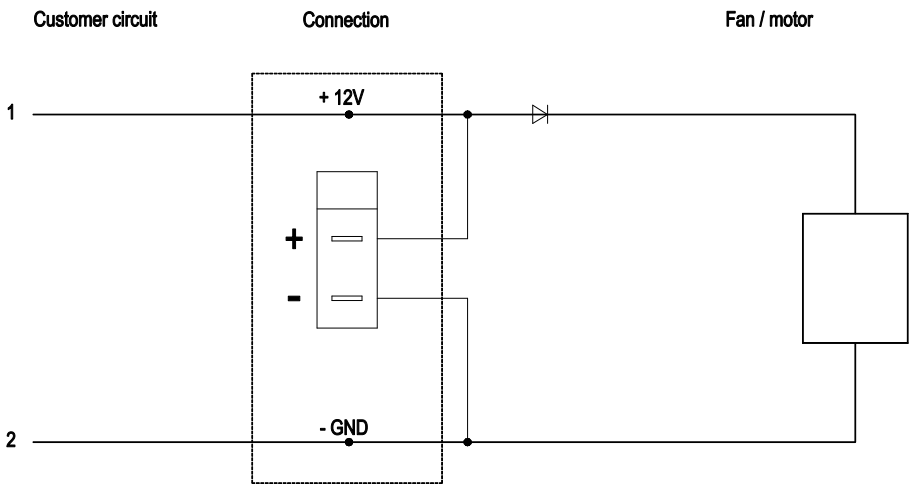 Customer circuit
Connection
Fan / motor
1
+ 12V
+
-
2
- GND